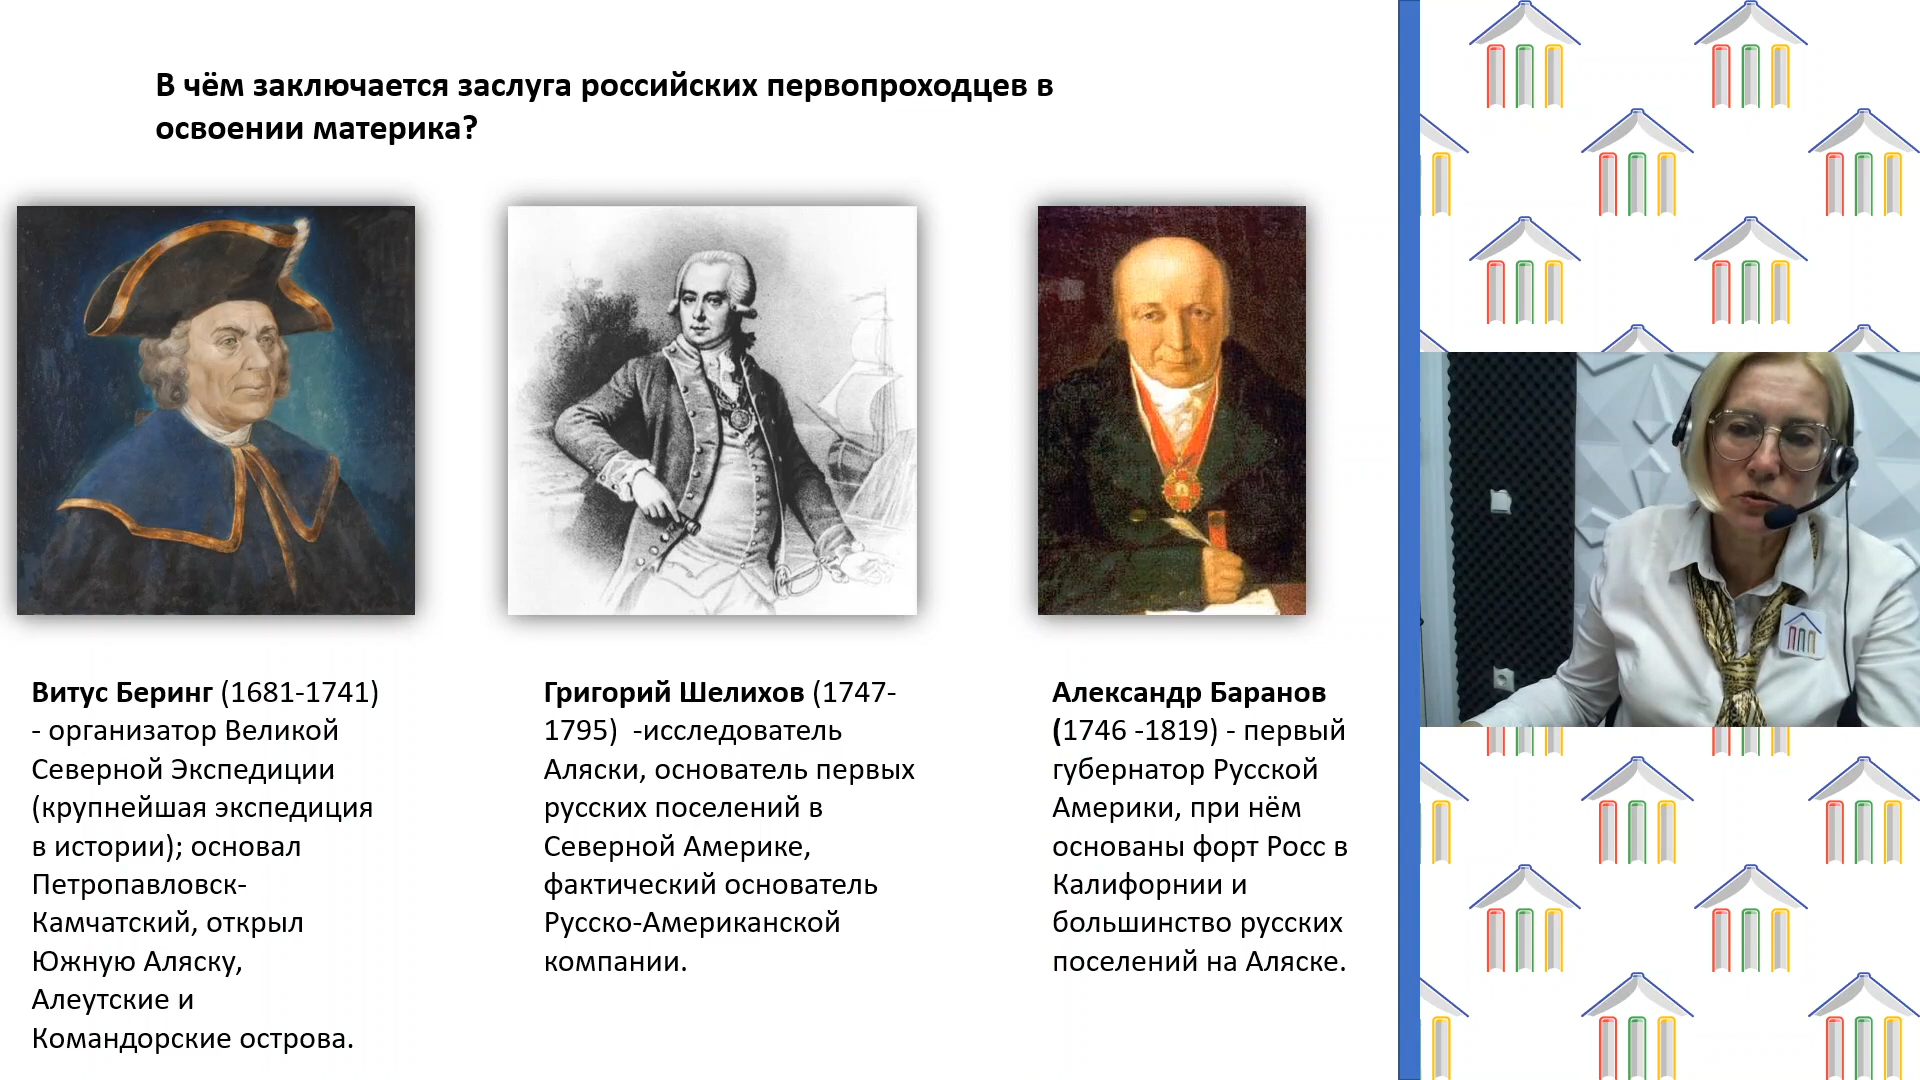 В чём заключается заслуга российских первопроходцев в
освоении материка?
Витус Беринг (1681-1741)
- организатор Великой
Северной Экспедиции
(крупнейшая экспедиция
в истории); основал
Петропавловск-
Камчатский, открыл
Южную Аляску,
Алеутские и
Командорские острова.
Григорий Шелихов (1747-
1795)  -исследователь
Аляски, основатель первых
русских поселений в
Северной Америке,
фактический основатель
Русско-Американской
компании.
Александр Баранов
(1746 -1819) - первый
губернатор Русской
Америки, при нём
основаны форт Росс в
Калифорнии и
большинство русских
поселений на Аляске.